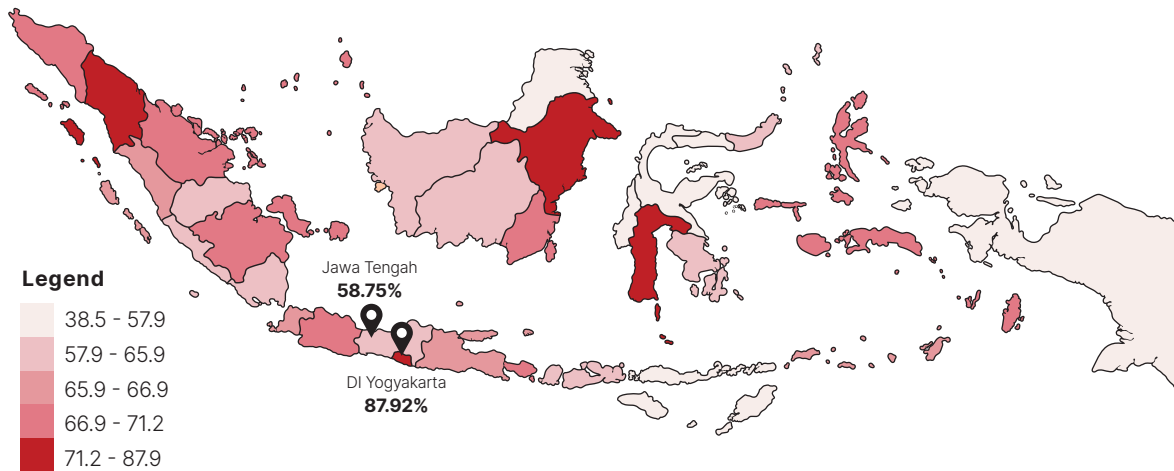 Jawa Tengah
58.75%
DI Yogyakarta
87.92%
Legend
38.5 - 57.9
57.9 - 65.9
65.9 - 66.9
66.9 - 71.2
71.2 - 87.9